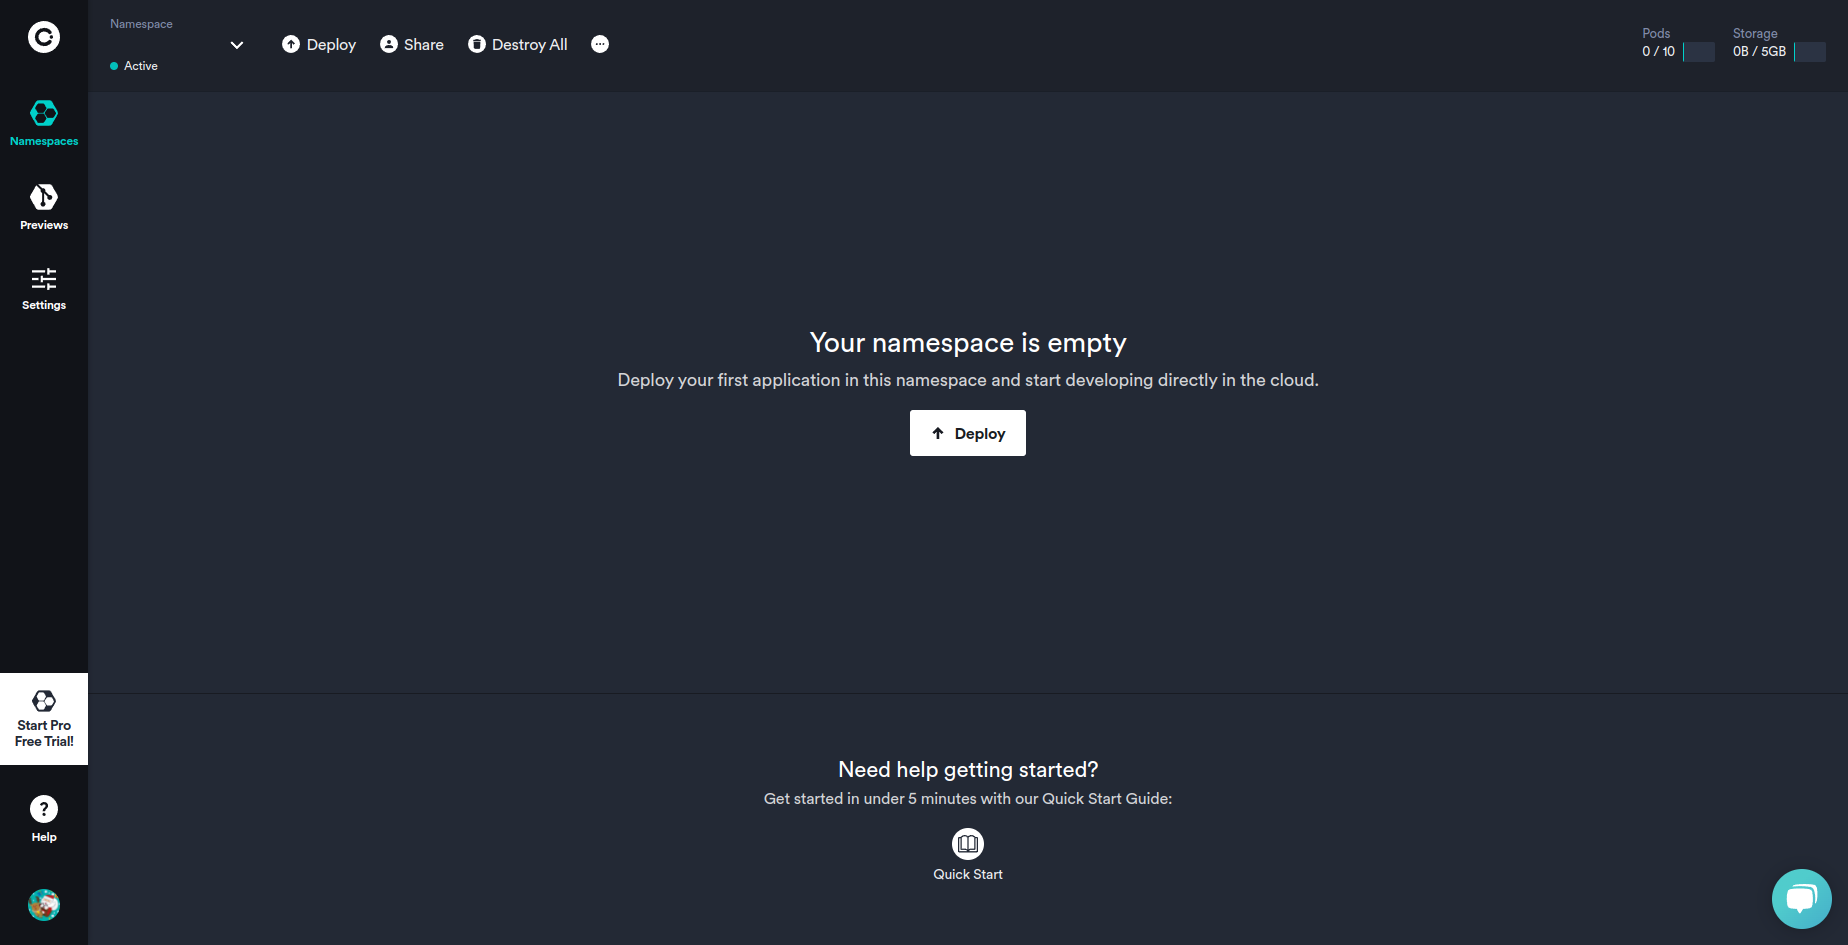 Namespace
Active
Deploy
Share
Destroy All
Pods
0 / 10
Storage
0B / 5GB
Namespaces
Previews
Settings
Your namespace is empty
Deploy your first application in this namespace and start developing directly in the cloud.
Deploy
Start Pro
Free Trial!
Need help getting started?
Get started in under 5 minutes with our Quick Start Guide:
Quick Start
?
Help